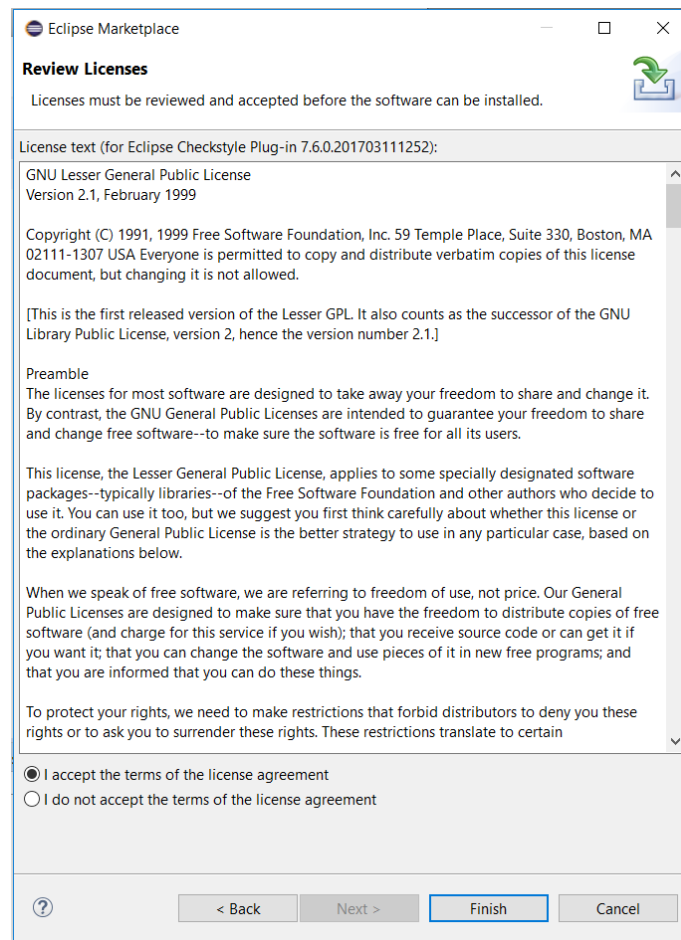 Eclipse Marketplace
Review Licenses
Licenses must be reviewed and accepted before the software can be installed.
License text (for Eclipse Checkstyle Plug-in 7.6.0.201703111252):
GNU Lesser General Public License
Version 2.1, February 1999
Copyright (C) 1991, 1999 Free Software Foundation, Inc. 59 Temple Place, Suite 330, Boston, MA
02111-1307 USA Everyone is permitted to copy and distribute verbatim copies of this license
document, but changing it is not allowed.
[This is the first released version of the Lesser GPL. It also counts as the successor of the GNU
Library Public License, version 2, hence the version number 2.1.]
Preamble
The licenses for most software are designed to take away your freedom to share and change it.
By contrast, the GNU General Public Licenses are intended to guarantee your freedom to share
and change free software--to make sure the software is free for all its users.
This license, the Lesser General Public License, applies to some specially designated software
packages--typically libraries--of the Free Software Foundation and other authors who decide to
use it. You can use it too, but we suggest you first think carefully about whether this license or
the ordinary General Public License is the better strategy to use in any particular case, based on
the explanations below.
When we speak of free software, we are referring to freedom of use, not price. Our General
Public Licenses are designed to make sure that you have the freedom to distribute copies of free
software (and charge for this service if you wish); that you receive source code or can get it if
you want it; that you can change the software and use pieces of it in new free programs; and
that you are informed that you can do these things.
To protect your rights, we need to make restrictions that forbid distributors to deny you these
rights or to ask you to surrender these rights. These restrictions translate to certain
I accept the terms of the license agreement
I do not accept the terms of the license agreement
? < Back Next > Finish Cancel